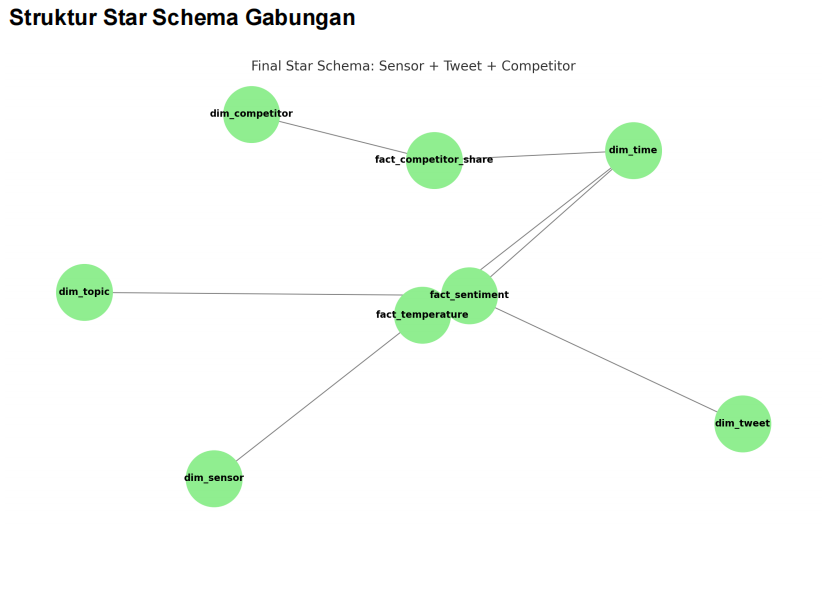 Struktur Star Schema Gabungan
Final Star Schema: Sensor + Tweet + Competitor
dim_competitor
fact_competitor_share
dim_time
dim_topic
fact_sentiment
fact_temperature
dim_tweet
dim_sensor